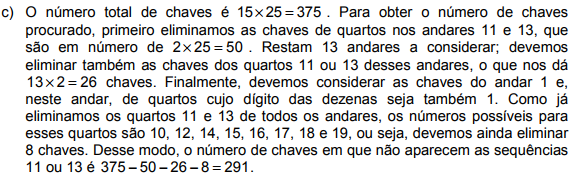 c) O número total de chaves é 15×25 = 375 . Para obter o número de chaves
procurado, primeiro eliminamos as chaves de quartos nos andares 11 e 13, que
são em número de 2×25 = 50 . Restam 13 andares a considerar; devemos
eliminar também as chaves dos quartos 11 ou 13 desses andares, o que nos dá
13×2 = 26 chaves. Finalmente, devemos considerar as chaves do andar 1 e,
neste andar, de quartos cujo dígito das dezenas seja também 1. Como já
eliminamos os quartos 11 e 13 de todos os andares, os números possíveis para
esses quartos são 10, 12, 14, 15, 16, 17, 18 e 19, ou seja, devemos ainda eliminar
8 chaves. Desse modo, o número de chaves em que não aparecem as sequências
11 ou 13 é 375 – 50 – 26 – 8 = 291 .